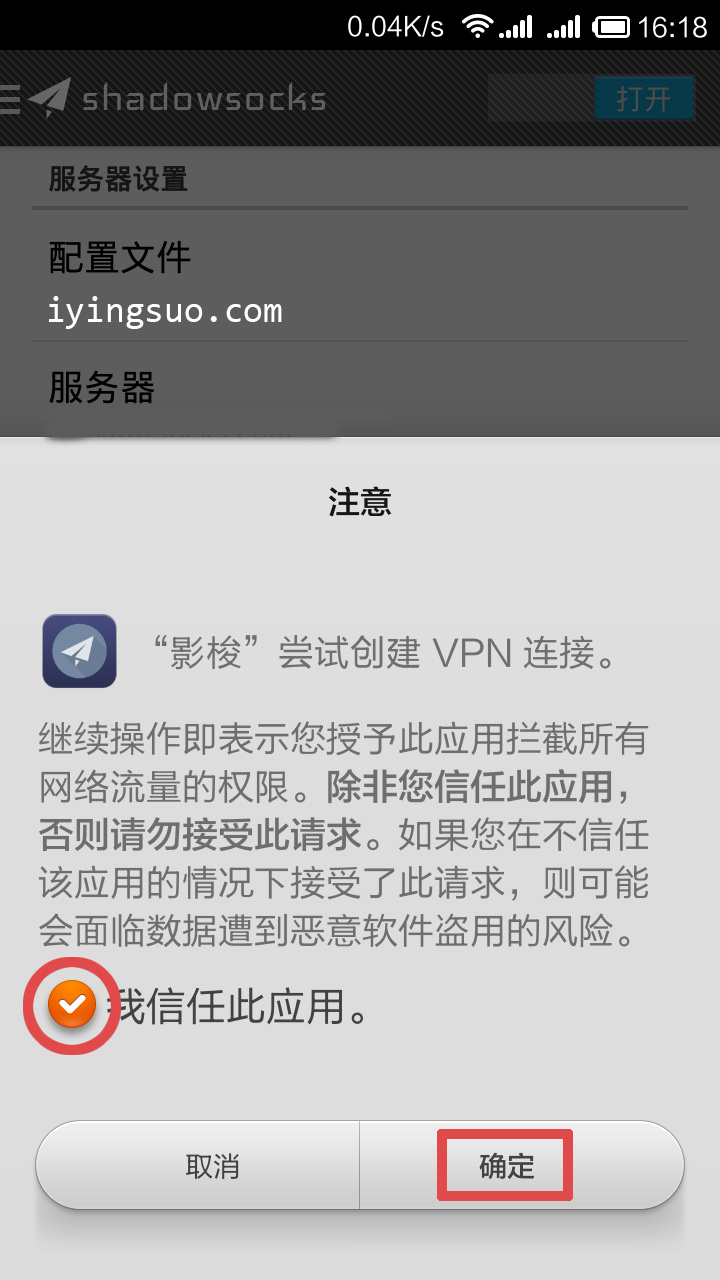 0.04K/s 16:18
shadowsocks 打开
服务器设置
配置文件
iyingsuo.com
服务器
注意
“影梭”尝试创建 VPN 连接。
继续操作即表示您授予此应用拦截所有
网络流量的权限。除非您信任此应用，
否则请勿接受此请求。如果您在不信任
该应用的情况下接受了此请求，则可能
会面临数据遭到恶意软件盗用的风险。
我信任此应用。
取消 确定